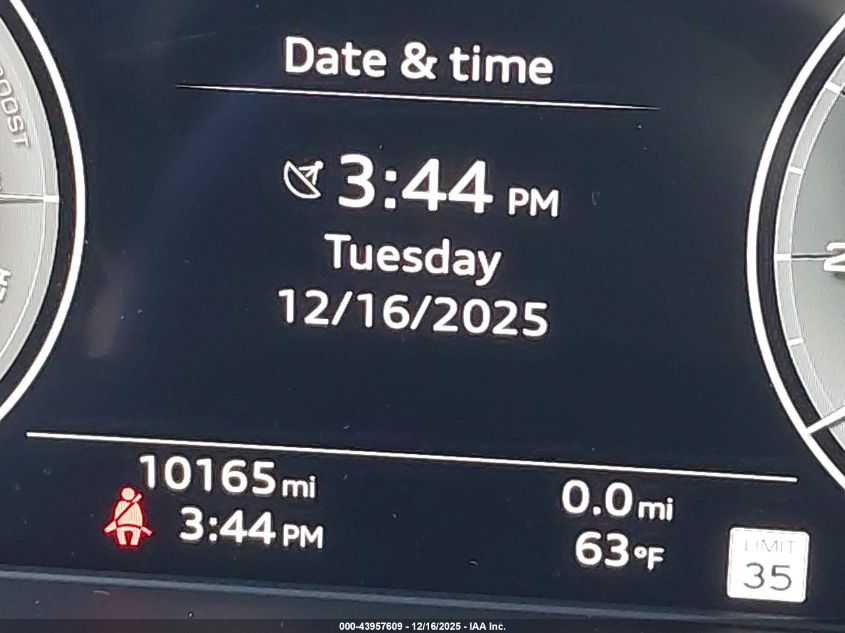 Date & time
3:44 PM
Tuesday
12/16/2025
10165 mi
3:44 PM
0.0 mi
63°F
LIMIT
35
2
000-43957609 - 12/16/2025 - IAA Inc.